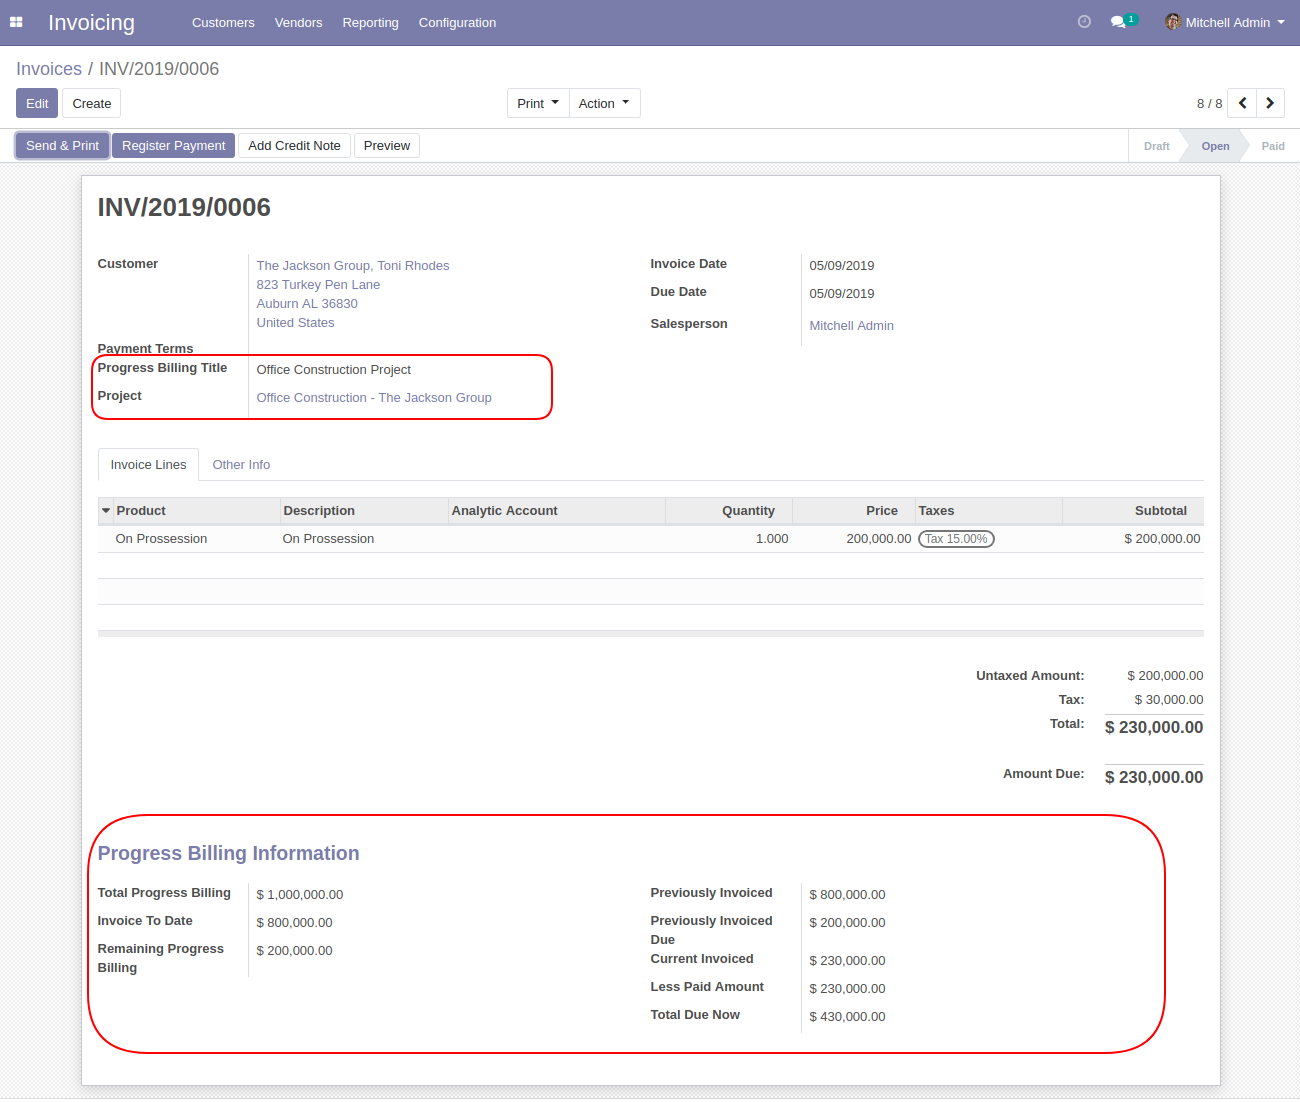 Invoicing Customers Vendors Reporting Configuration 1 Mitchell Admin
Invoices / INV/2019/0006
Edit Create Print Action 8 / 8
Send & Print Register Payment Add Credit Note Preview Draft Open Paid
INV/2019/0006
Customer The Jackson Group, Toni Rhodes Invoice Date 05/09/2019
823 Turkey Pen Lane Due Date 05/09/2019
Auburn AL 36830
United States Salesperson Mitchell Admin
Payment Terms
Progress Billing Title Office Construction Project
Project Office Construction - The Jackson Group
Invoice Lines Other Info
Product Description Analytic Account Quantity Price Taxes Subtotal
On Prossession On Prossession 1.000 200,000.00 Tax 15.00% $ 200,000.00
Untaxed Amount: $ 200,000.00
Tax: $ 30,000.00
Total: $ 230,000.00
Amount Due: $ 230,000.00
Progress Billing Information
Total Progress Billing $ 1,000,000.00 Previously Invoiced $ 800,000.00
Invoice To Date $ 800,000.00 Previously Invoiced Due $ 200,000.00
Remaining Progress Billing $ 200,000.00 Current Invoiced $ 230,000.00
Less Paid Amount $ 230,000.00
Total Due Now $ 430,000.00